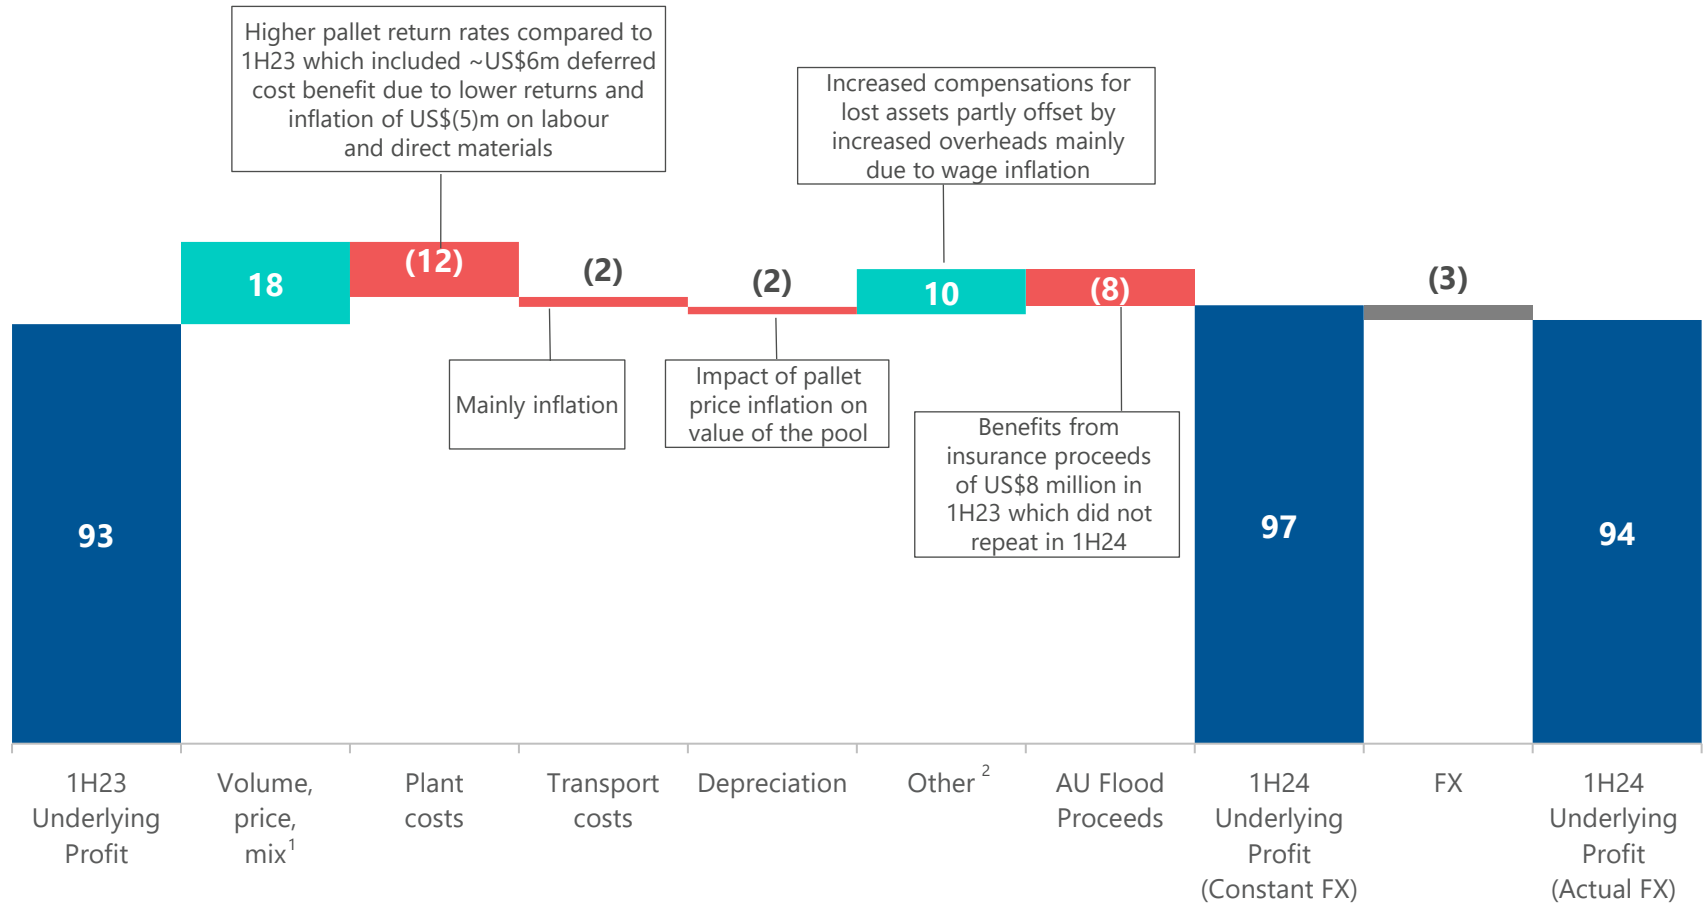 Higher pallet return rates compared to
1H23 which included ~US$6m deferred
cost benefit due to lower returns and
inflation of US$(5)m on labour
and direct materials
Increased compensations for
lost assets partly offset by
increased overheads mainly
due to wage inflation
93
18
(12)
(2)
(2)
10
(8)
97
(3)
94
Mainly inflation
Impact of pallet
price inflation on
value of the pool
Benefits from
insurance proceeds
of US$8 million in
1H23 which did not
repeat in 1H24
1H23
Underlying
Profit
Volume,
price,
mix¹
Plant
costs
Transport
costs
Depreciation
Other ²
AU Flood
Proceeds
1H24
Underlying
Profit
(Constant FX)
FX
1H24
Underlying
Profit
(Actual FX)